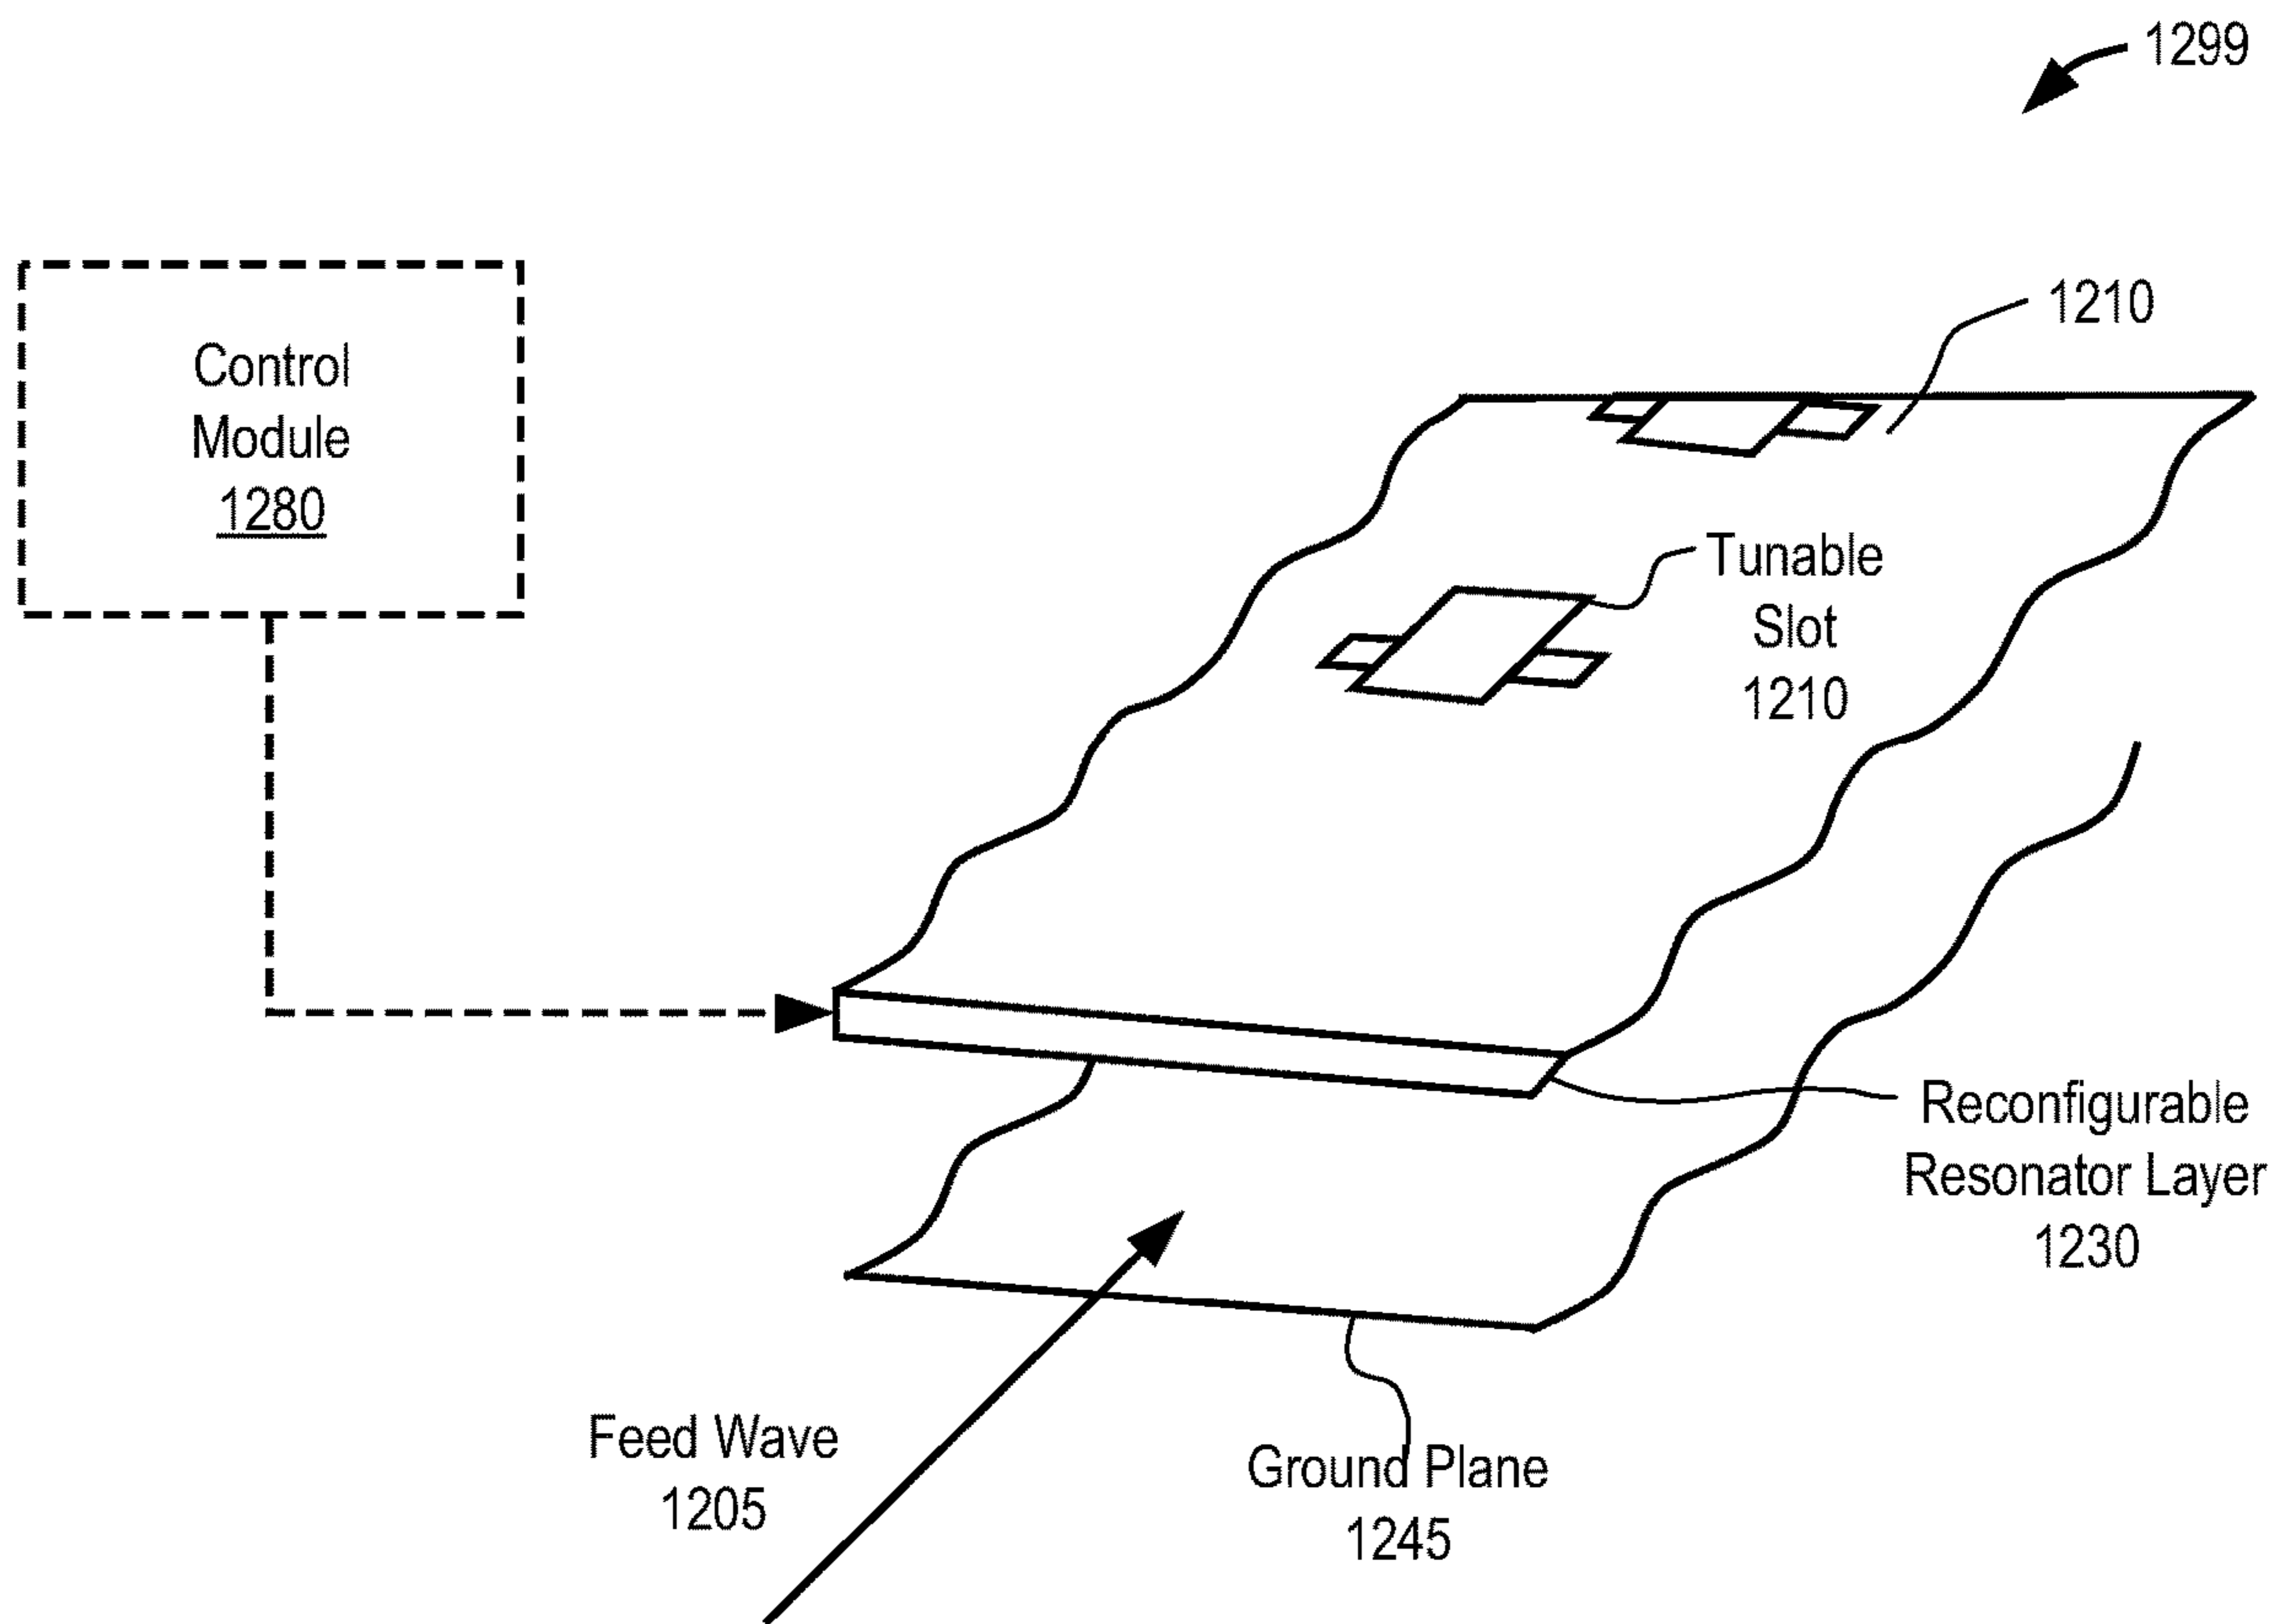 1299
1210
Control
Module
1280
Tunable
Slot
1210
Reconfigurable
Resonator Layer
1230
Feed Wave
1205
Ground Plane
1245